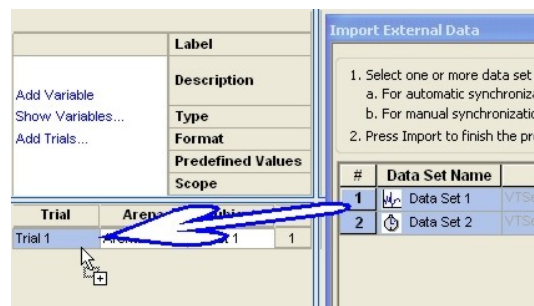 Label
Description
Add Variable
Show Variables...
Add Trials...
Type
Format
Predefined Values
Scope
Trial
Trial 1
1
Import External Data
1. Select one or more data set
a. For automatic synchroniza
b. For manual synchronizatio
2. Press Import to finish the pr
# Data Set Name
1 Data Set 1
2 Data Set 2